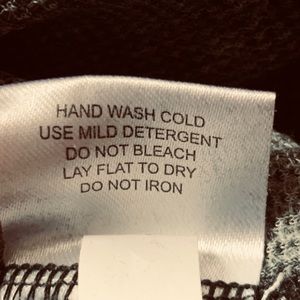 HAND WASH COLD
USE MILD DETERGENT
DO NOT BLEACH
LAY FLAT TO DRY
DO NOT IRON